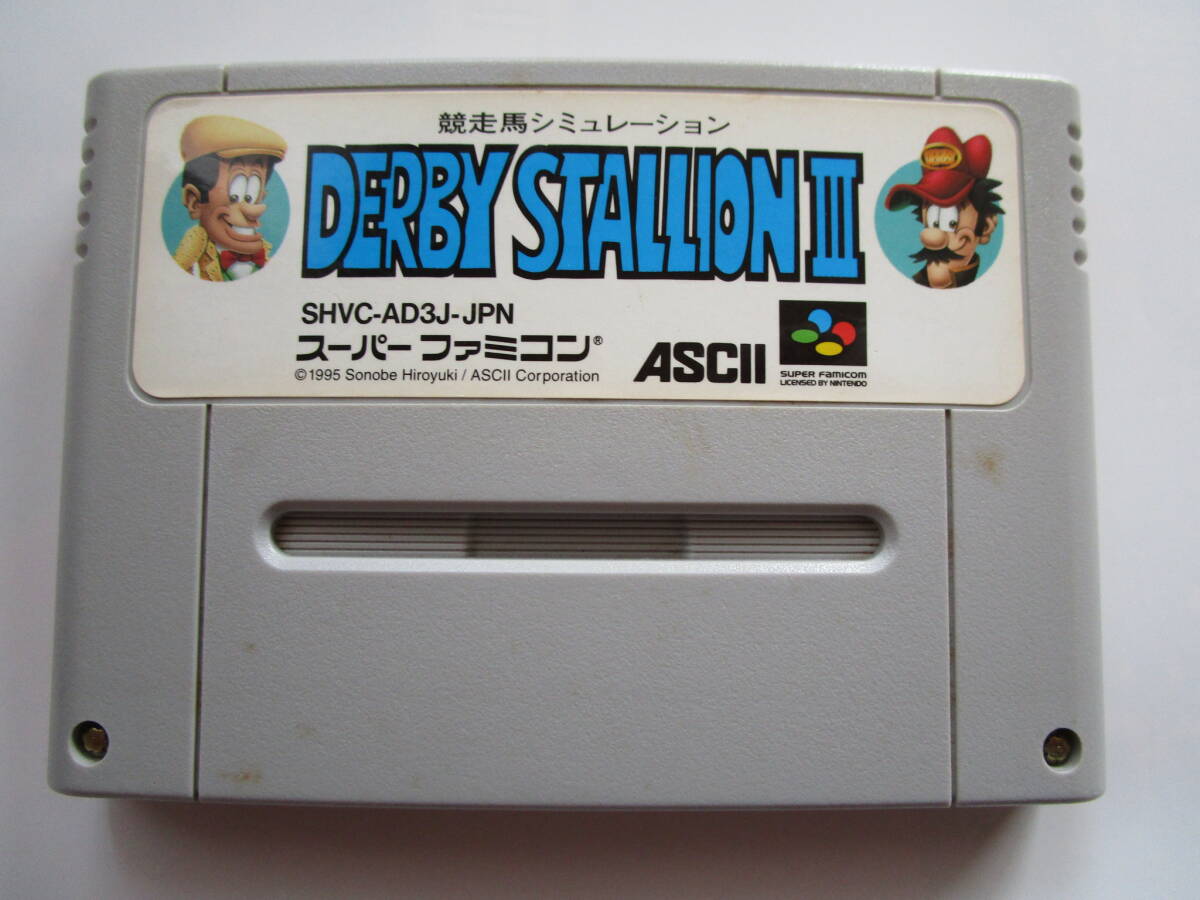 競走馬シミュレーション
DERBY STALLION III
SHVC-AD3J-JPN
スーパーファミコン®
©1995 Sonobe Hiroyuki / ASCII Corporation
ASCII
SUPER FAMICOM
LICENSED BY NINTENDO